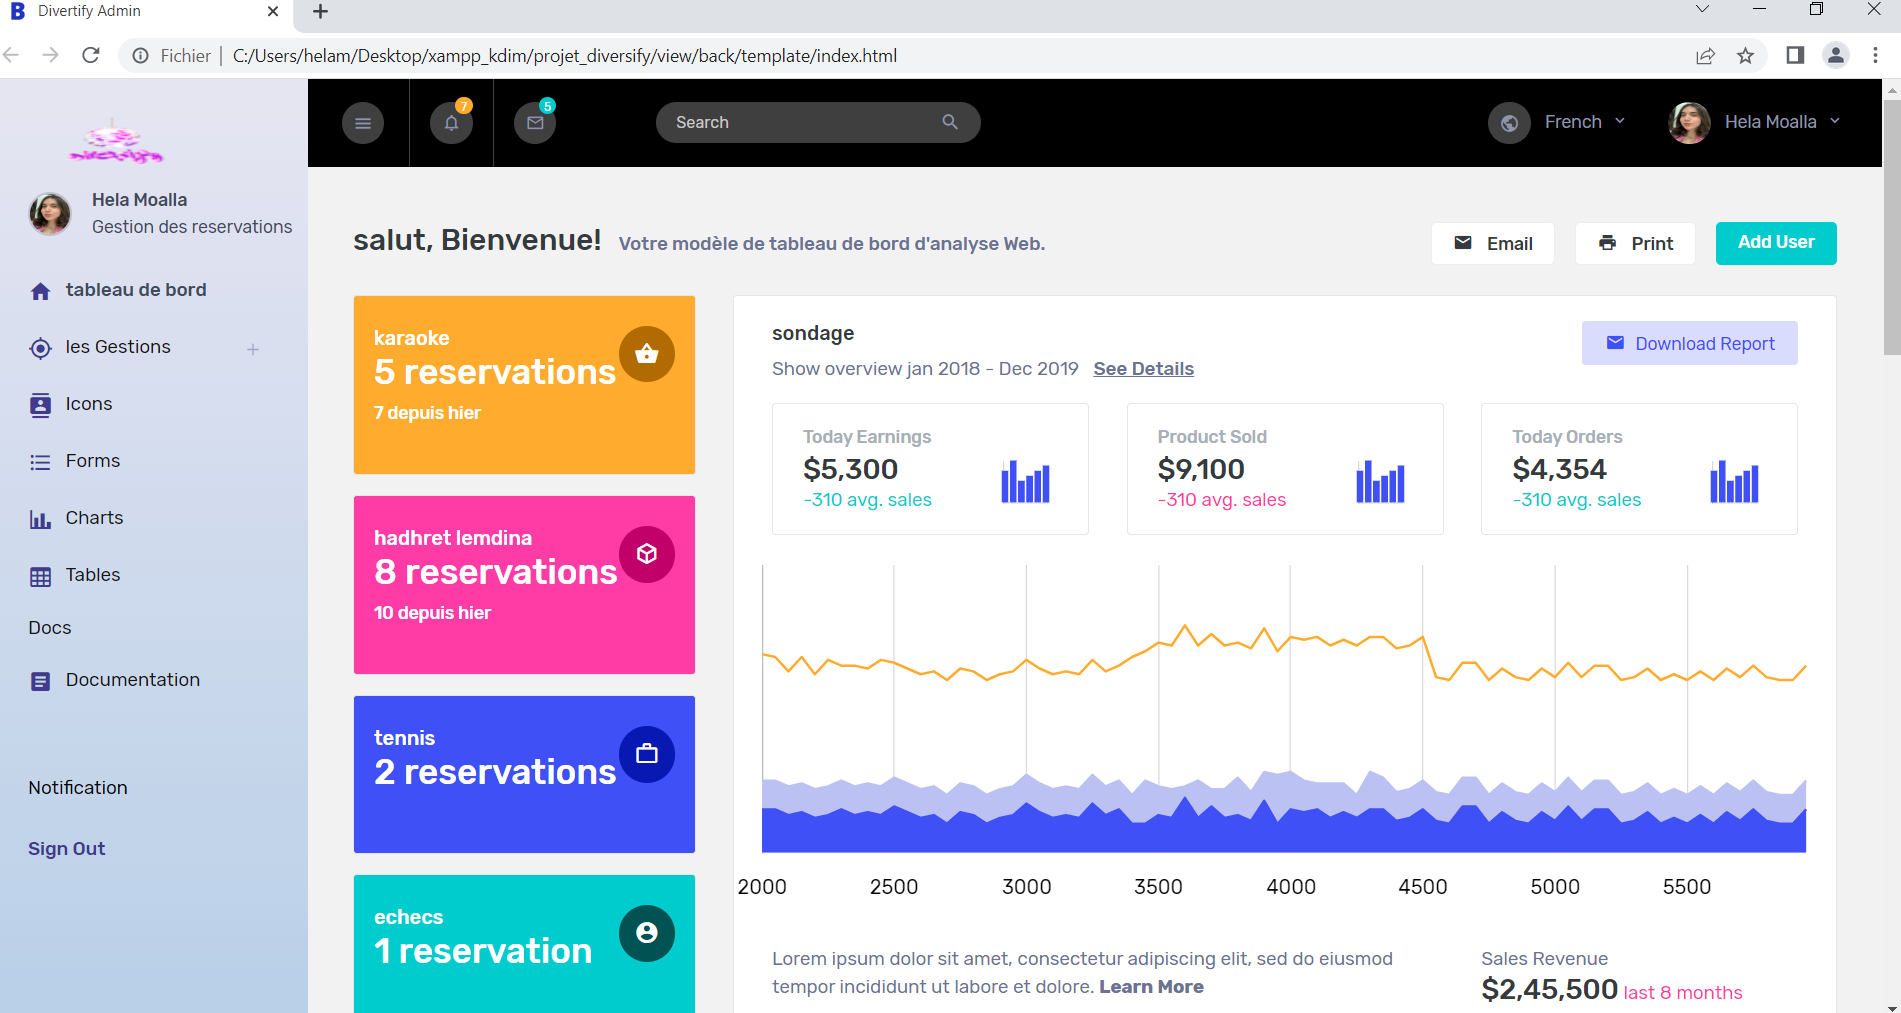 Divertify Admin
Fichier | C:/Users/helam/Desktop/xampp_kdim/projet_diversify/view/back/template/index.html
7
5
Search
French
Hela Moalla
Hela Moalla
Gestion des reservations
tableau de bord
les Gestions
Icons
Forms
Charts
Tables
Docs
Documentation
Notification
Sign Out
salut, Bienvenue! Votre modèle de tableau de bord d'analyse Web.
Email
Print
Add User
karaoke
5 reservations
7 depuis hier
hadhret lemdina
8 reservations
10 depuis hier
tennis
2 reservations
echecs
1 reservation
sondage
Show overview jan 2018 - Dec 2019 See Details
Download Report
Today Earnings
$5,300
-310 avg. sales
Product Sold
$9,100
-310 avg. sales
Today Orders
$4,354
-310 avg. sales
2000 2500 3000 3500 4000 4500 5000 5500
Lorem ipsum dolor sit amet, consectetur adipiscing elit, sed do eiusmod
tempor incididunt ut labore et dolore. Learn More
Sales Revenue
$2,45,500 last 8 months